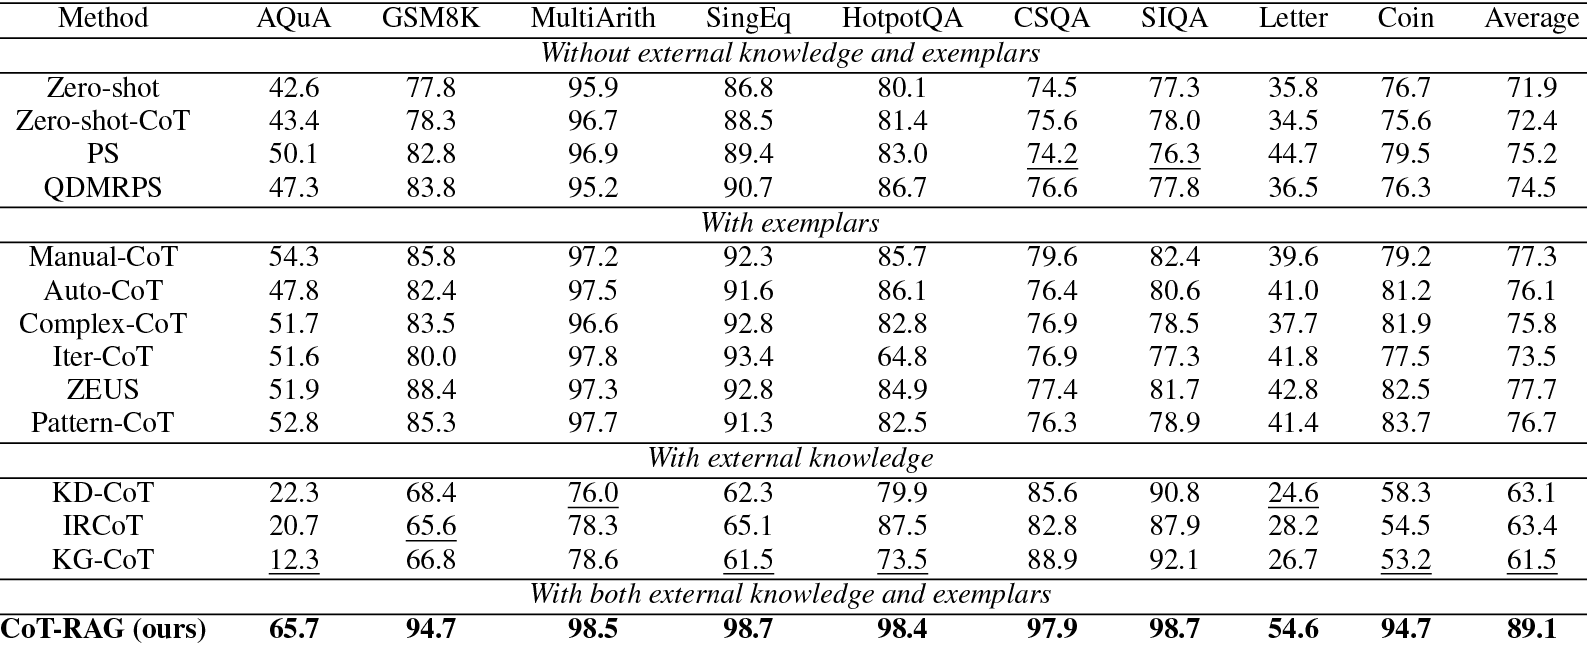 Method AQuA GSM8K MultiArith SingEq HotpotQA CSQA SIQA Letter Coin Average
Without external knowledge and exemplars
Zero-shot 42.6 77.8 95.9 86.8 80.1 74.5 77.3 35.8 76.7 71.9
Zero-shot-CoT 43.4 78.3 96.7 88.5 81.4 75.6 78.0 34.5 75.6 72.4
PS 50.1 82.8 96.9 89.4 83.0 74.2 76.3 44.7 79.5 75.2
QDMRPS 47.3 83.8 95.2 90.7 86.7 76.6 77.8 36.5 76.3 74.5
With exemplars
Manual-CoT 54.3 85.8 97.2 92.3 85.7 79.6 82.4 39.6 79.2 77.3
Auto-CoT 47.8 82.4 97.5 91.6 86.1 76.4 80.6 41.0 81.2 76.1
Complex-CoT 51.7 83.5 96.6 92.8 82.8 76.9 78.5 37.7 81.9 75.8
Iter-CoT 51.6 80.0 97.8 93.4 64.8 76.9 77.3 41.8 77.5 73.5
ZEUS 51.9 88.4 97.3 92.8 84.9 77.4 81.7 42.8 82.5 77.7
Pattern-CoT 52.8 85.3 97.7 91.3 82.5 76.3 78.9 41.4 83.7 76.7
With external knowledge
KD-CoT 22.3 68.4 76.0 62.3 79.9 85.6 90.8 24.6 58.3 63.1
IRCoT 20.7 65.6 78.3 65.1 87.5 82.8 87.9 28.2 54.5 63.4
KG-CoT 12.3 66.8 78.6 61.5 73.5 88.9 92.1 26.7 53.2 61.5
With both external knowledge and exemplars
CoT-RAG (ours) 65.7 94.7 98.5 98.7 98.4 97.9 98.7 54.6 94.7 89.1